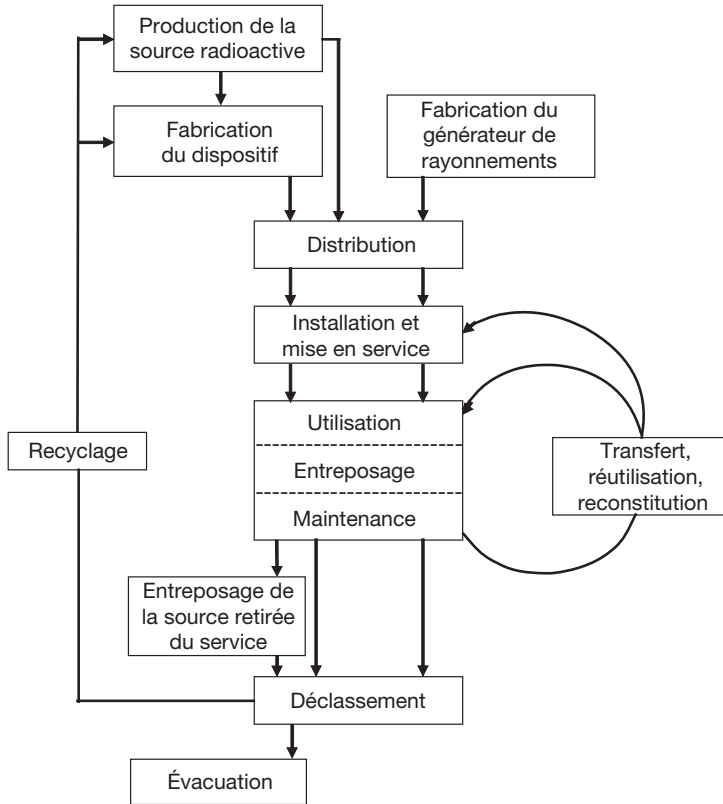 Production de la
source radioactive
Fabrication
du dispositif
Fabrication du
générateur de
rayonnements
Distribution
Installation et
mise en service
Utilisation
Entreposage
Maintenance
Recyclage
Transfert,
réutilisation,
reconstitution
Entreposage de
la source retirée
du service
Déclassement
Évacuation